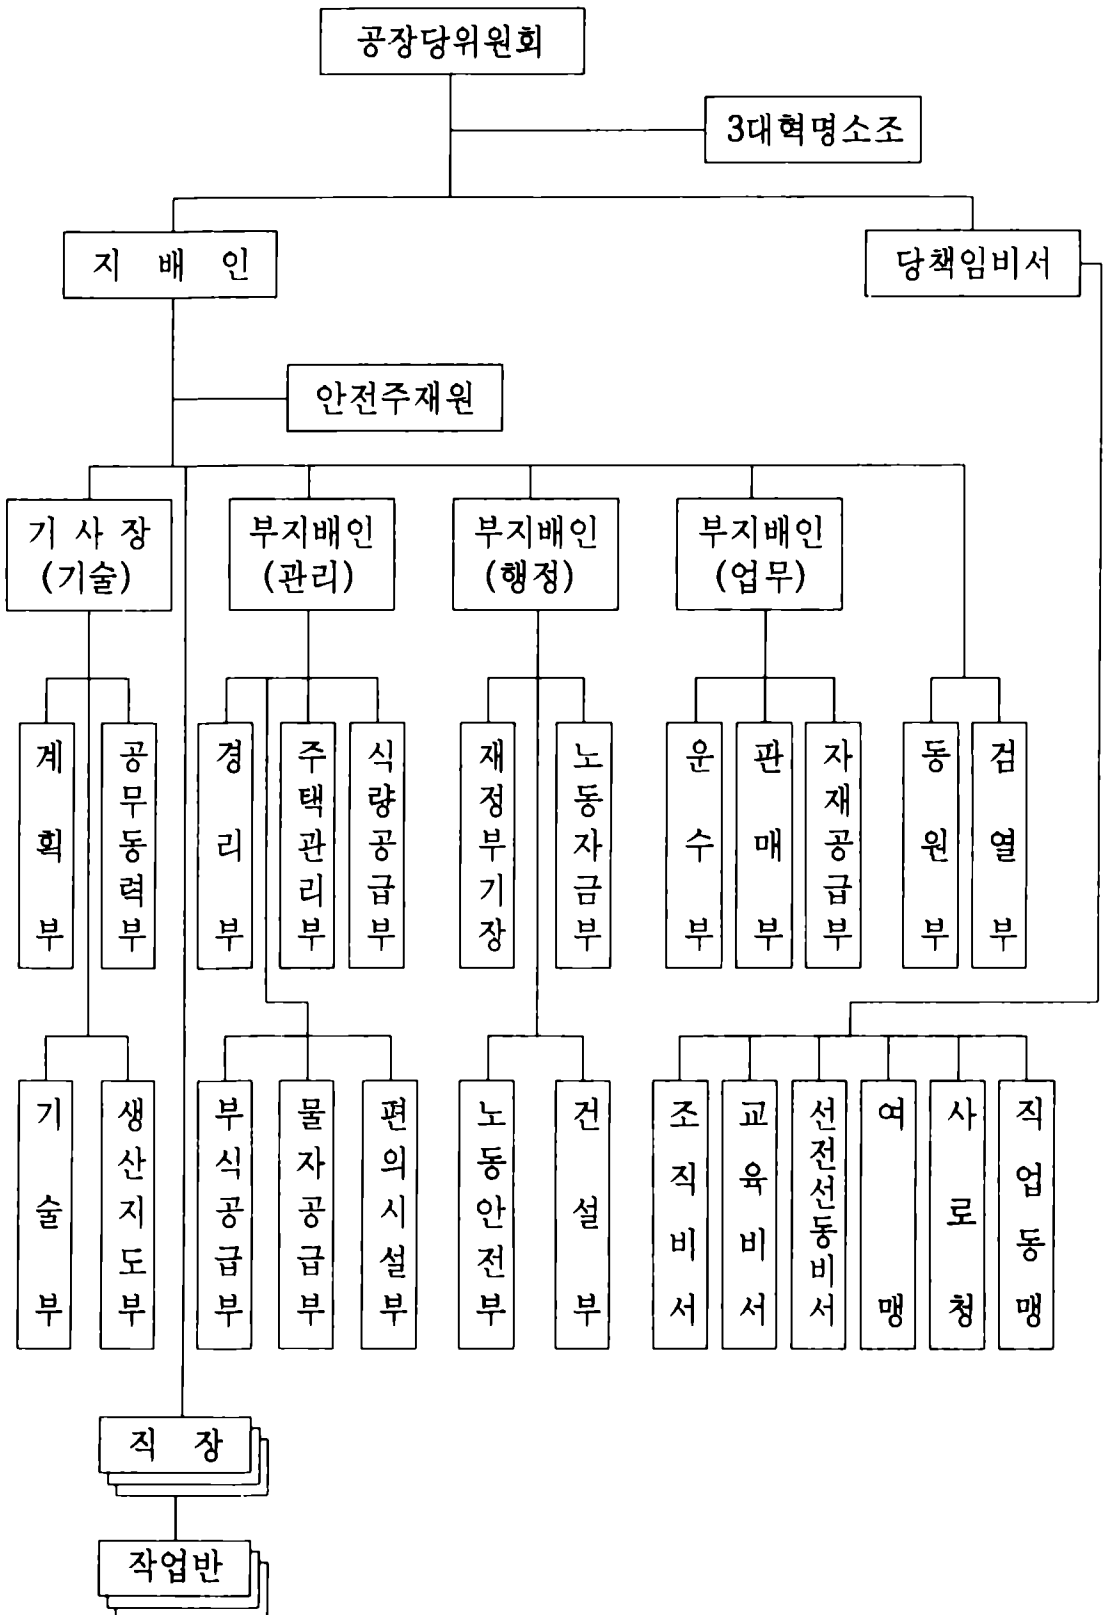 공장당위원회
3대혁명소조
지 배 인
당책임비서
안전주재원
기 사 장
(기술)
부지배인
(관리)
부지배인
(행정)
부지배인
(업무)
계획부
공무동력부
경리부
주택관리부
식량공급부
재정부기장
노동자금부
운수부
판매부
자재공급부
동원부
검열부
기술부
생산지도부
부식공급부
물자공급부
편의시설부
노동안전부
건설부
조직비서
교육비서
선전선동비서
여맹
사로청
직업동맹
직 장
작업반